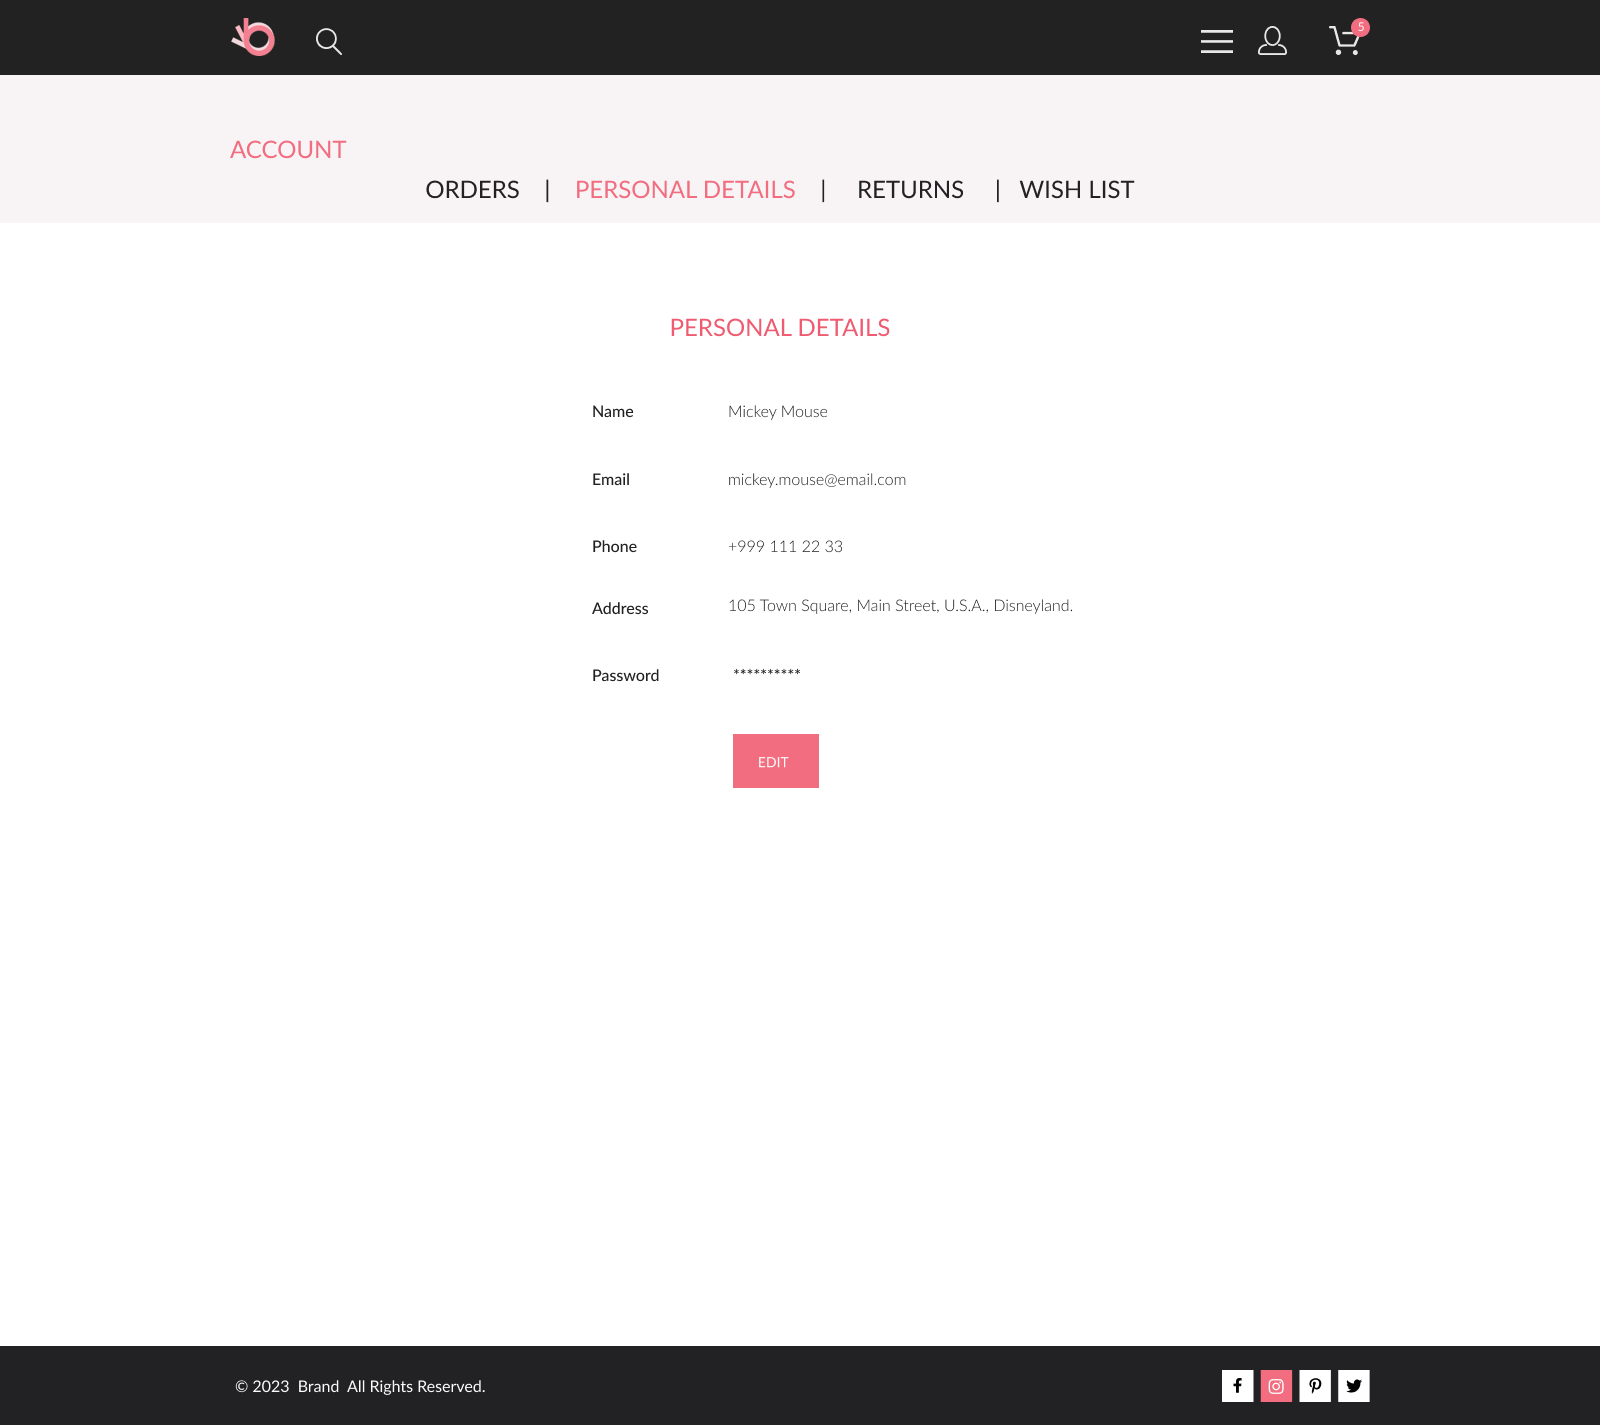 5
ACCOUNT
ORDERS | PERSONAL DETAILS | RETURNS | WISH LIST
PERSONAL DETAILS
Name Mickey Mouse
Email mickey.mouse@email.com
Phone +999 111 22 33
Address 105 Town Square, Main Street, U.S.A., Disneyland.
Password **********
EDIT
© 2023 Brand All Rights Reserved.